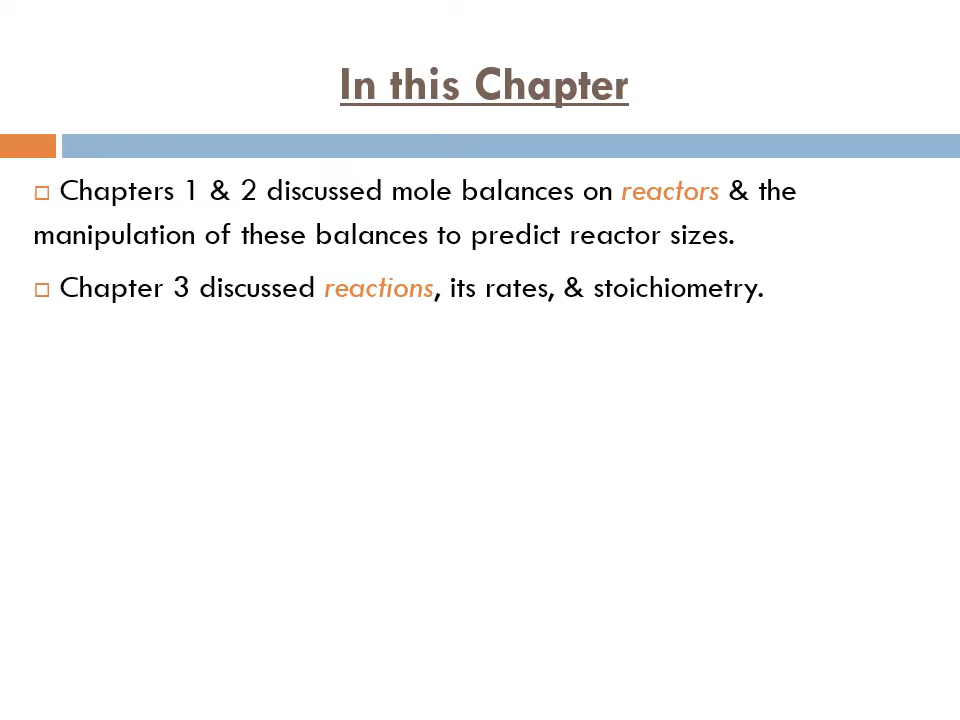 In this Chapter
Chapters 1 & 2 discussed mole balances on reactors & the
manipulation of these balances to predict reactor sizes.
Chapter 3 discussed reactions, its rates, & stoichiometry.